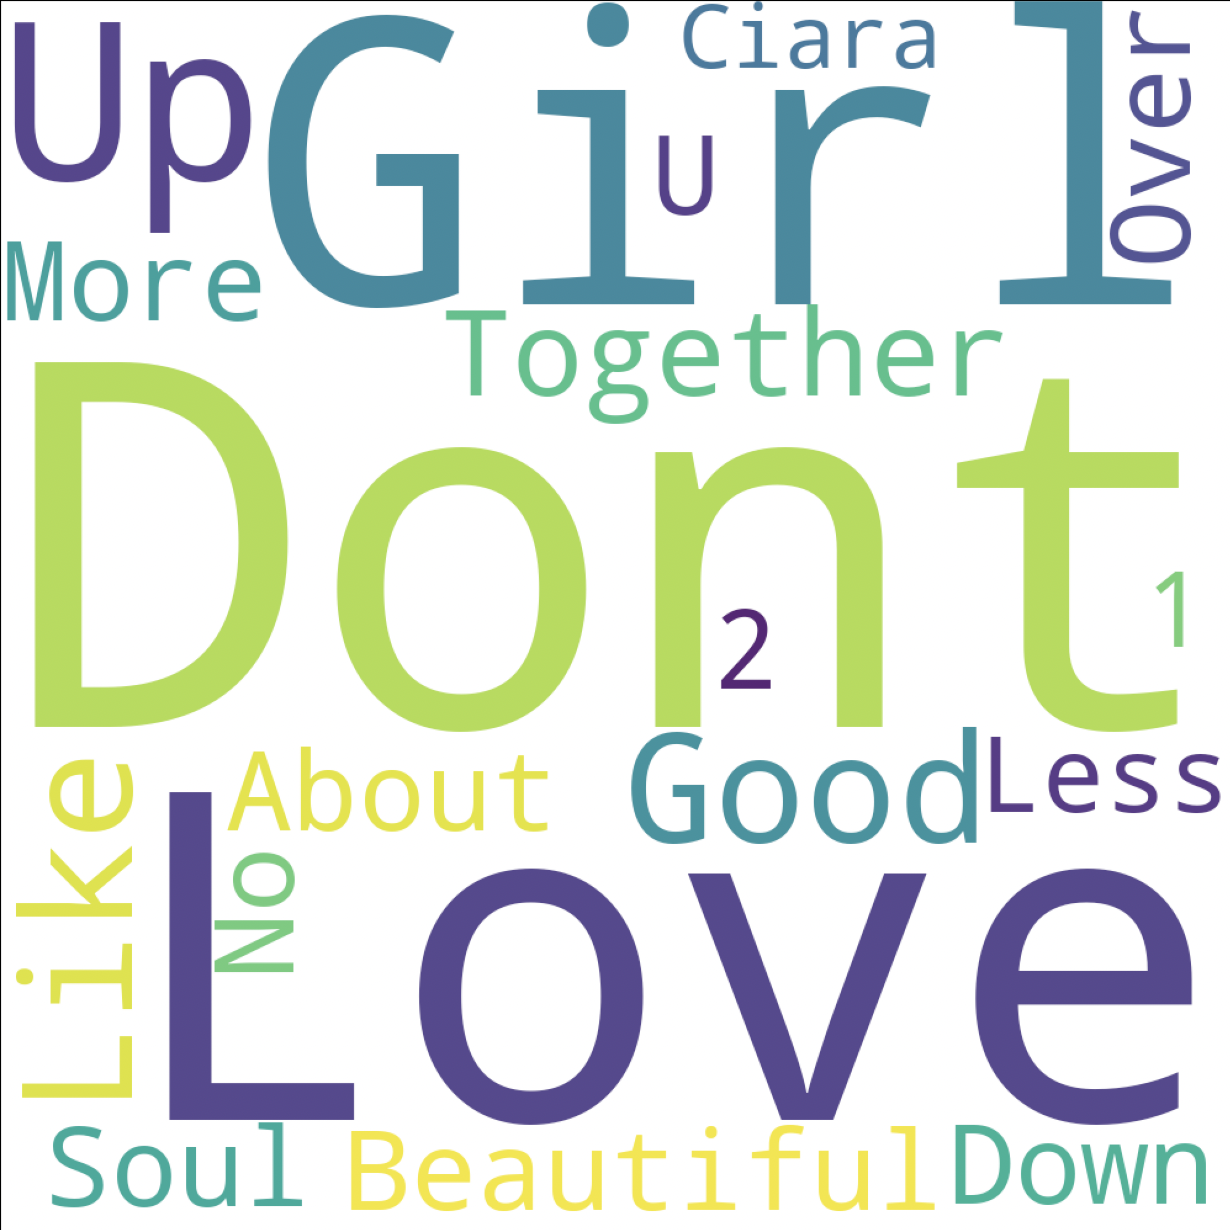 Up
Girl
Ciara
U
Over
More
Together
Dont
2
1
Like
About
Good
Less
No
Love
Soul
Beautiful
Down